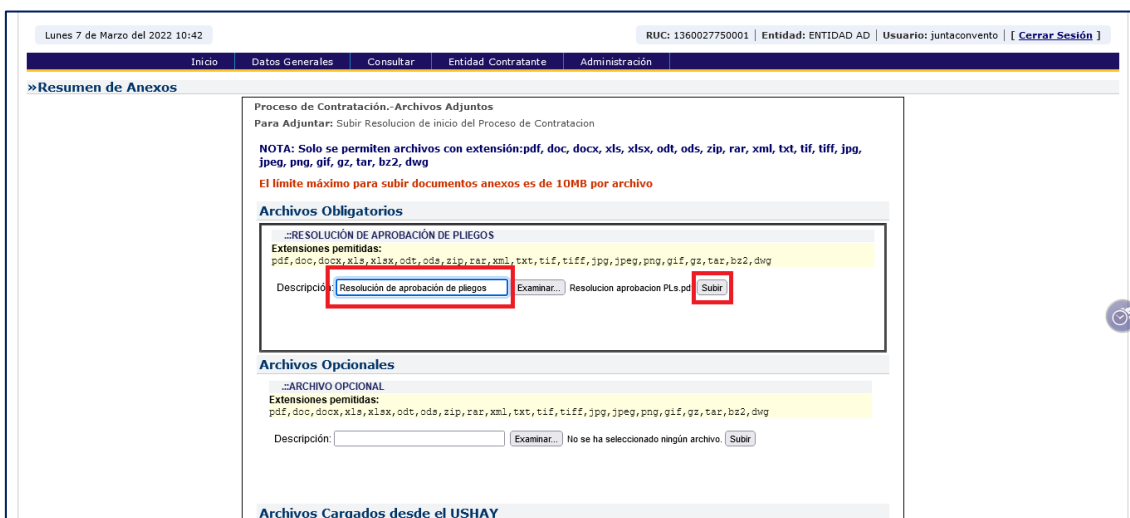 Lunes 7 de Marzo del 2022 10:42
RUC: 1360027750001 | Entidad: ENTIDAD AD | Usuario: juntaconvento | [ Cerrar Sesión ]
Inicio Datos Generales Consultar Entidad Contratante Administración
»Resumen de Anexos
Proceso de Contratación.-Archivos Adjuntos
Para Adjuntar: Subir Resolucion de inicio del Proceso de Contratacion
NOTA: Solo se permiten archivos con extensión:pdf, doc, docx, xls, xlsx, odt, ods, zip, rar, xml, txt, tif, tiff, jpg,
jpeg, png, gif, gz, tar, bz2, dwg
El límite máximo para subir documentos anexos es de 10MB por archivo
Archivos Obligatorios
.::RESOLUCIÓN DE APROBACIÓN DE PLIEGOS
Extensiones pemitidas:
pdf,doc,docx,xls,xlsx,odt,ods,zip,rar,xml,txt,tif,tiff,jpg,jpeg,png,gif,gz,tar,bz2,dwg
Descripción: Resolución de aprobación de pliegos Examinar... Resolucion aprobacion PLs.pd Subir
Archivos Opcionales
.::ARCHIVO OPCIONAL
Extensiones pemitidas:
pdf,doc,docx,xls,xlsx,odt,ods,zip,rar,xml,txt,tif,tiff,jpg,jpeg,png,gif,gz,tar,bz2,dwg
Descripción: Examinar... No se ha seleccionado ningún archivo. Subir
Archivos Cargados desde el USHAY